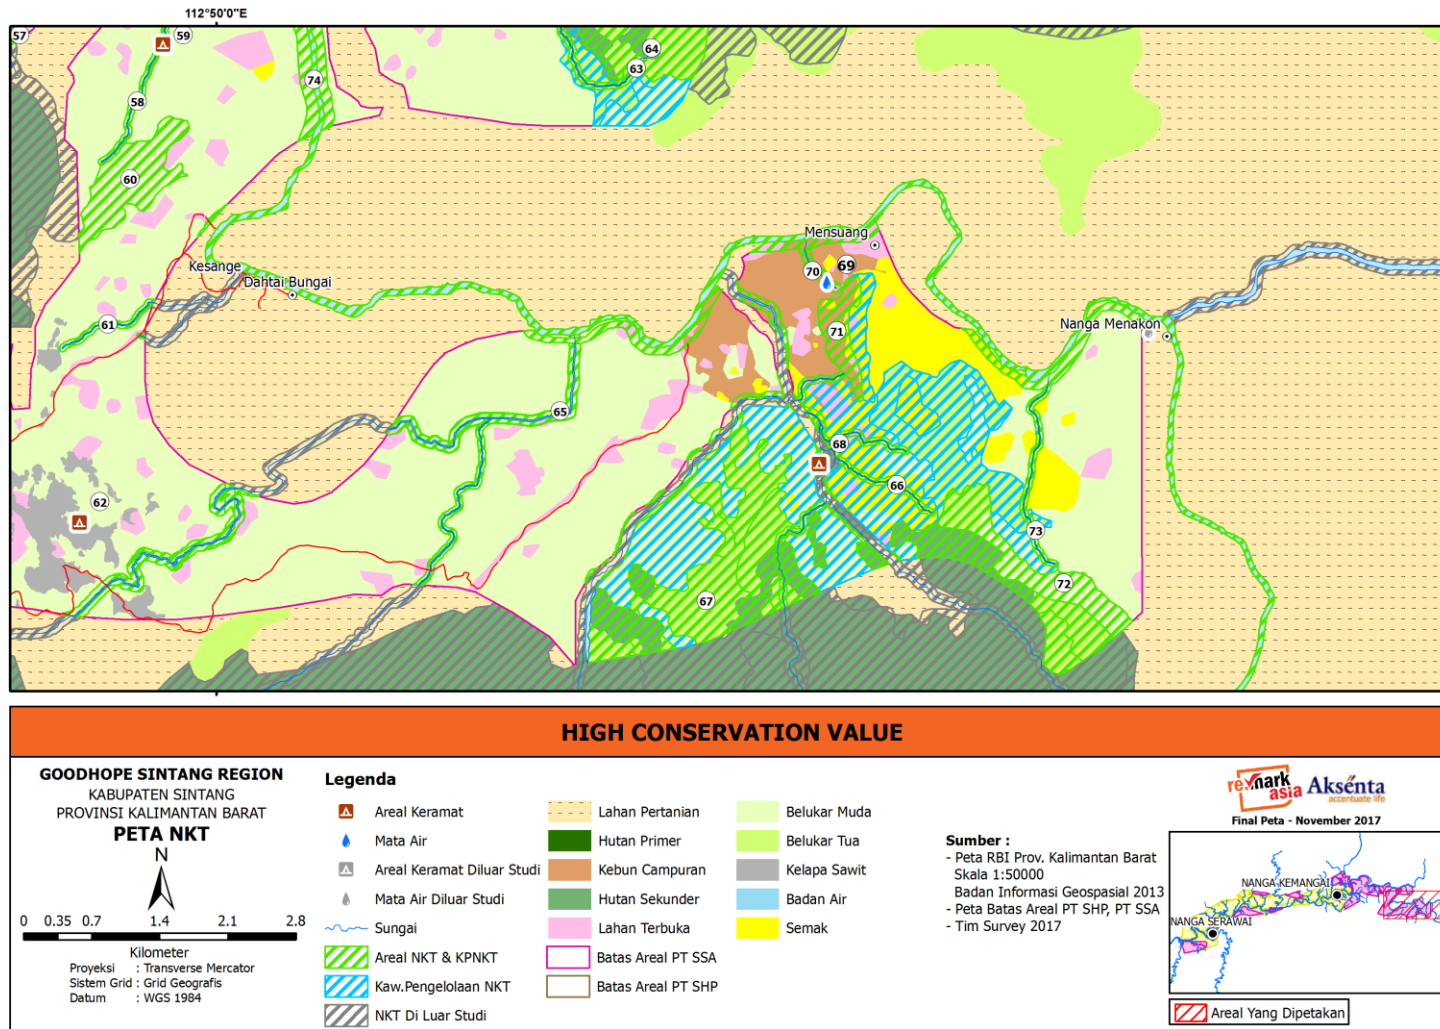 112°50'0"E
57
59
64
63
74
58
60
Mensuang
70
69
Kesange
Dahtai Bungai
61
71
Nanga Menakon
65
68
66
62
73
72
67
HIGH CONSERVATION VALUE
GOODHOPE SINTANG REGION
KABUPATEN SINTANG
PROVINSI KALIMANTAN BARAT
PETA NKT
N
0 0.35 0.7 1.4 2.1 2.8
Kilometer
Proyeksi : Transverse Mercator
Sistem Grid : Grid Geografis
Datum : WGS 1984
Legenda
Areal Keramat
Mata Air
Areal Keramat Diluar Studi
Mata Air Diluar Studi
Sungai
Areal NKT & KPNKT
Kaw.Pengelolaan NKT
NKT Di Luar Studi
Lahan Pertanian
Hutan Primer
Kebun Campuran
Hutan Sekunder
Lahan Terbuka
Batas Areal PT SSA
Batas Areal PT SHP
Belukar Muda
Belukar Tua
Kelapa Sawit
Badan Air
Semak
Sumber :
- Peta RBI Prov. Kalimantan Barat
Skala 1:50000
Badan Informasi Geospasial 2013
- Peta Batas Areal PT SHP, PT SSA
- Tim Survey 2017
re.mark
asia
Aksénta
accentuate life
Final Peta - November 2017
NANGA KEMANGAI
NANGA SERAWAI
Areal Yang Dipetakan